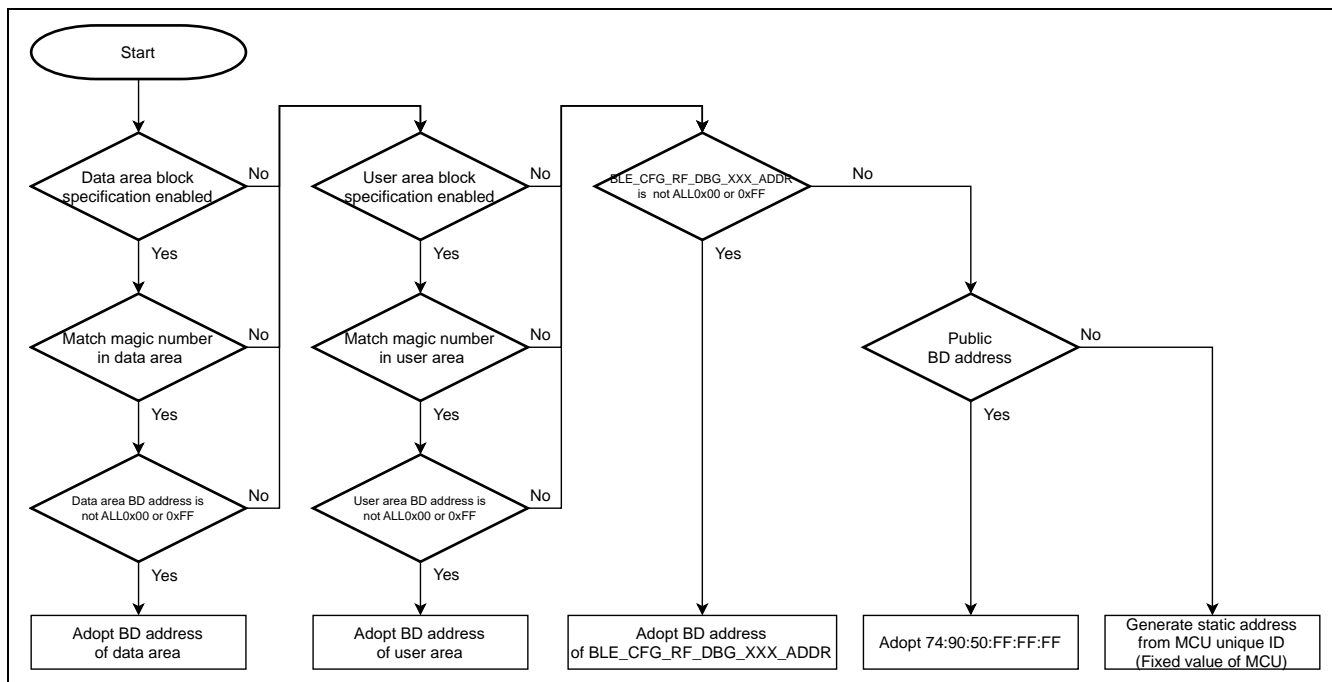 Start
Data area block
specification enabled
No
Yes
Match magic number
in data area
No
Yes
Data area BD address is
not ALL0x00 or 0xFF
No
Yes
Adopt BD address
of data area
User area block
specification enabled
No
Yes
Match magic number
in user area
No
Yes
User area BD address is
not ALL0x00 or 0xFF
No
Yes
Adopt BD address
of user area
BLE_CFG_RF_DBG_XXX_ADDR
is not ALL0x00 or 0xFF
No
Yes
Adopt BD address
of BLE_CFG_RF_DBG_XXX_ADDR
Public
BD address
No
Yes
Adopt 74:90:50:FF:FF:FF
Generate static address
from MCU unique ID
(Fixed value of MCU)